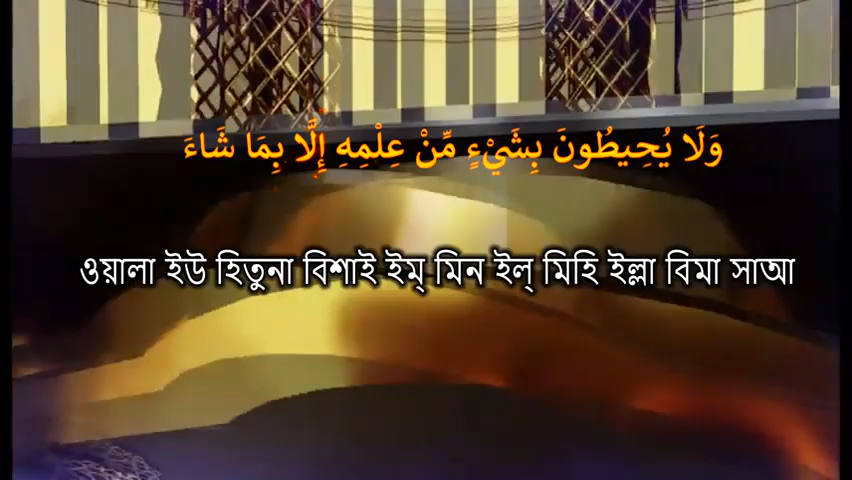 وَلَا يُحِيطُونَ بِشَيْءٍ مِّنْ عِلْمِهِ إِلَّا بِمَا شَاءَ
ওয়ালা ইউ হিতুনা বিশাই ইম্ মিন ইল্ মিহি ইল্লা বিমা সাআ